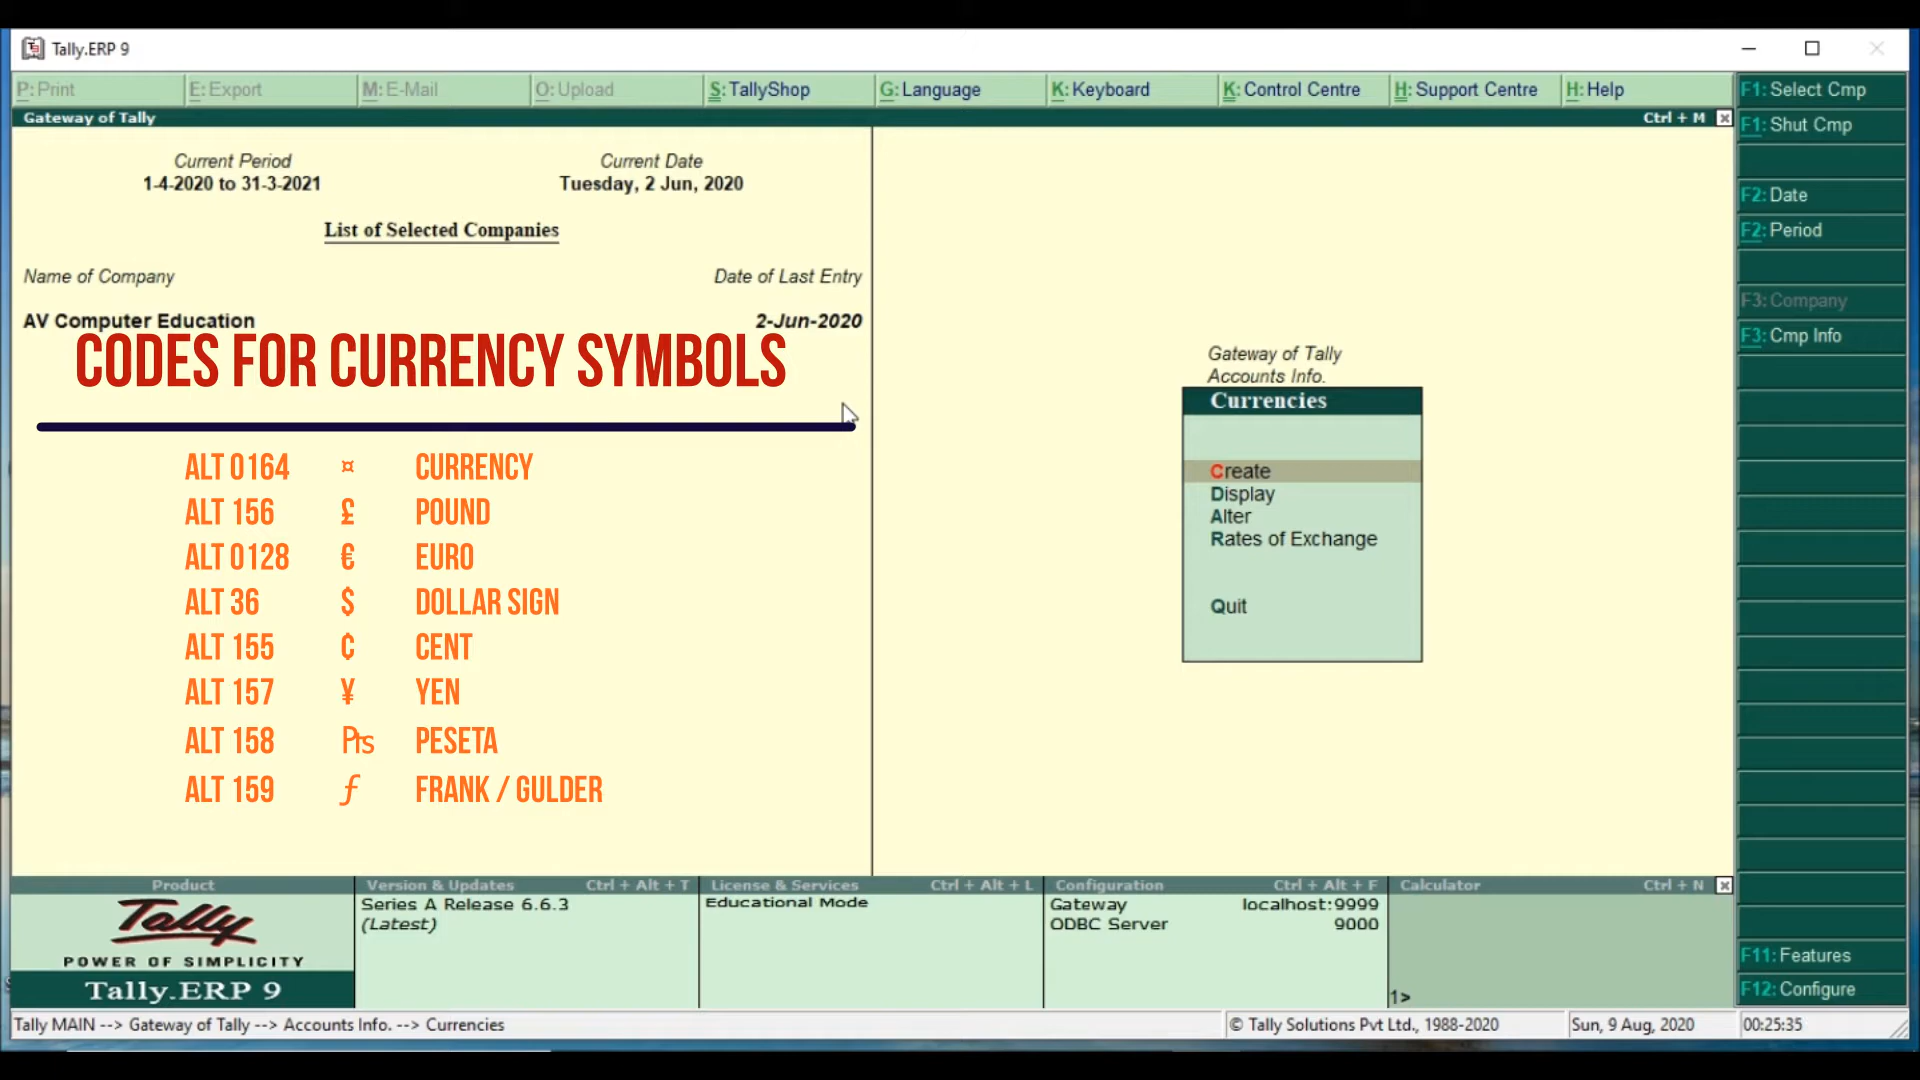 Tally.ERP 9
P: Print E: Export M: E-Mail O: Upload S: TallyShop G: Language K: Keyboard K: Control Centre H: Support Centre H: Help
Gateway of Tally Ctrl + M
Current Period Current Date
1-4-2020 to 31-3-2021 Tuesday, 2 Jun, 2020
List of Selected Companies
Name of Company Date of Last Entry
AV Computer Education 2-Jun-2020
CODES FOR CURRENCY SYMBOLS
ALT 0164 ¤ CURRENCY
ALT 156 £ POUND
ALT 0128 € EURO
ALT 36 $ DOLLAR SIGN
ALT 155 ¢ CENT
ALT 157 ¥ YEN
ALT 158 ₧ PESETA
ALT 159 ƒ FRANK / GULDER
Gateway of Tally
Accounts Info.
Currencies
Create
Display
Alter
Rates of Exchange
Quit
F1: Select Cmp
F1: Shut Cmp
F2: Date
F2: Period
F3: Company
F3: Cmp Info
F11: Features
F12: Configure
Product
Tally
POWER OF SIMPLICITY
Tally.ERP 9
Version & Updates Ctrl + Alt + T
Series A Release 6.6.3
(Latest)
License & Services Ctrl + Alt + L
Educational Mode
Configuration Ctrl + Alt + F
Gateway localhost:9999
ODBC Server 9000
Calculator Ctrl + N
1>
Tally MAIN --> Gateway of Tally --> Accounts Info. --> Currencies © Tally Solutions Pvt Ltd., 1988-2020 Sun, 9 Aug, 2020 00:25:35